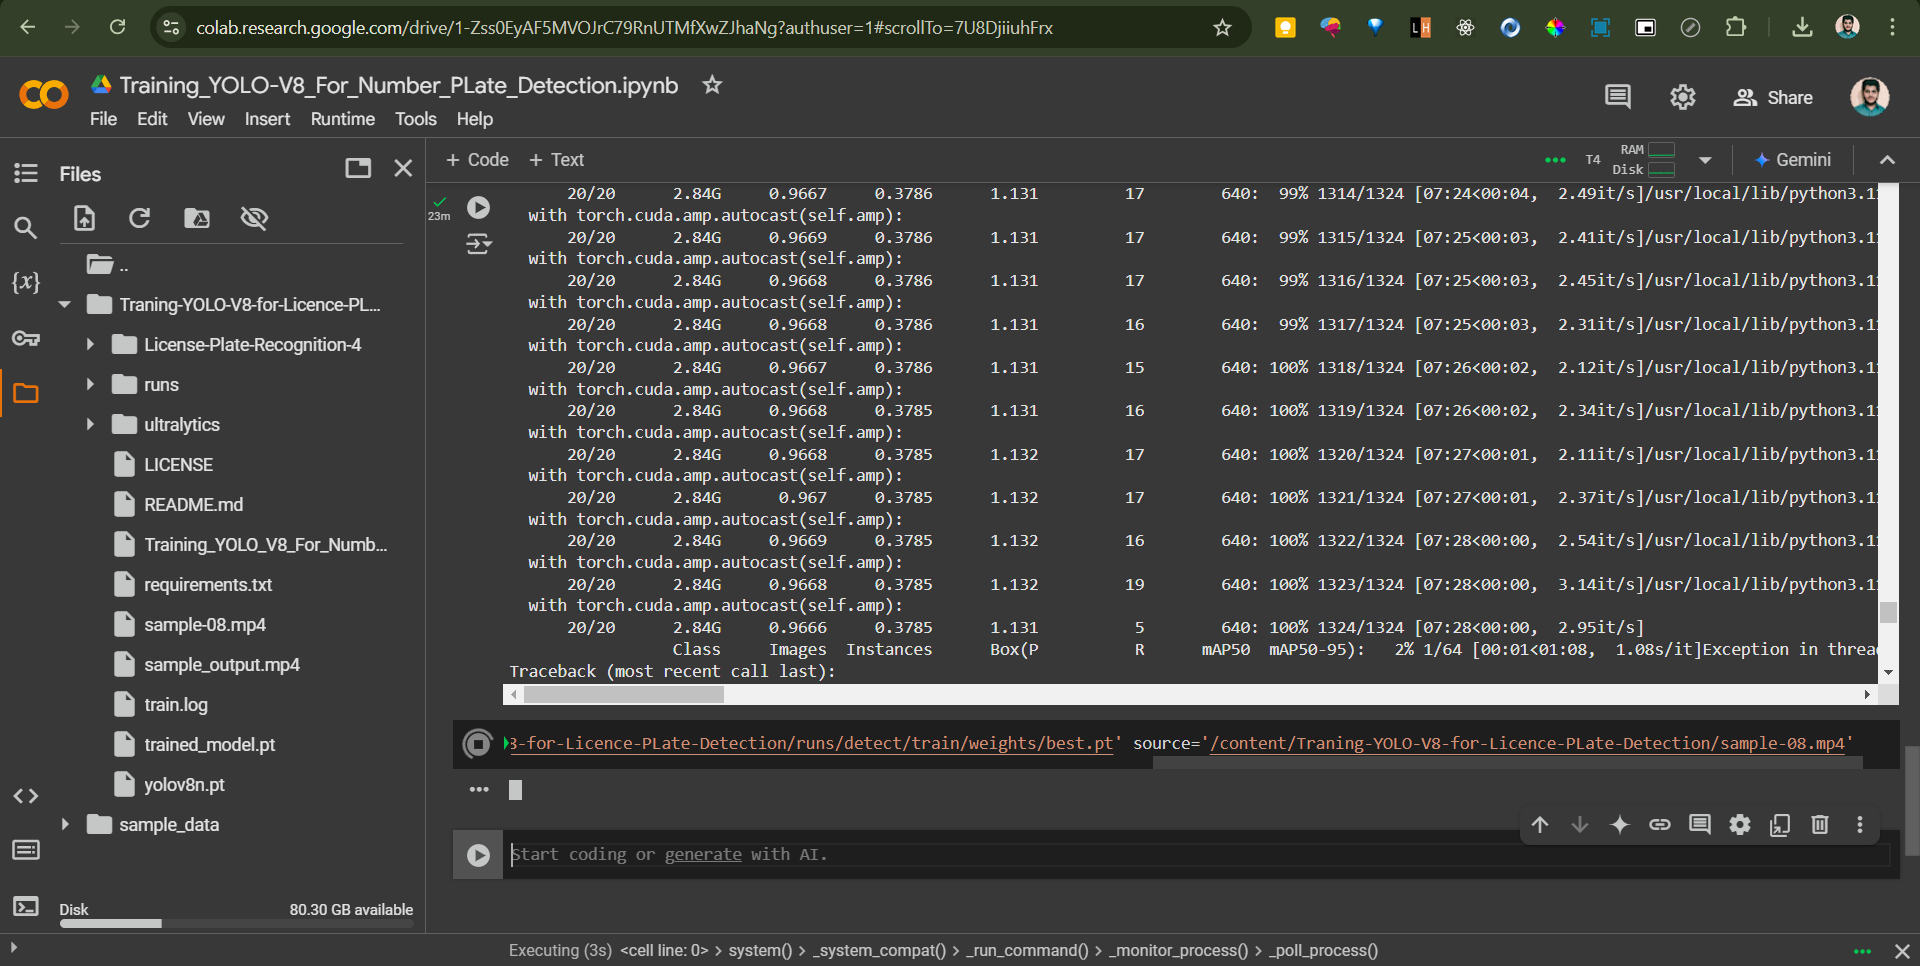 colab.research.google.com/drive/1-Zss0EyAF5MVOJrC79RnUTMfXwZJhaNg?authuser=1#scrollTo=7U8DjiiuhFrx
LH
CO
Training_YOLO-V8_For_Number_PLate_Detection.ipynb
File Edit View Insert Runtime Tools Help
Share
Files
+ Code + Text
T4
RAM
Disk
Gemini
..
Traning-YOLO-V8-for-Licence-PL...
License-Plate-Recognition-4
runs
ultralytics
LICENSE
README.md
Training_YOLO_V8_For_Numb...
requirements.txt
sample-08.mp4
sample_output.mp4
train.log
trained_model.pt
yolov8n.pt
sample_data
{x}
Disk 80.30 GB available
23m
20/20 2.84G 0.9667 0.3786 1.131 17 640: 99% 1314/1324 [07:24<00:04, 2.49it/s]/usr/local/lib/python3.11
with torch.cuda.amp.autocast(self.amp):
20/20 2.84G 0.9669 0.3786 1.131 17 640: 99% 1315/1324 [07:25<00:03, 2.41it/s]/usr/local/lib/python3.11
with torch.cuda.amp.autocast(self.amp):
20/20 2.84G 0.9668 0.3786 1.131 17 640: 99% 1316/1324 [07:25<00:03, 2.45it/s]/usr/local/lib/python3.11
with torch.cuda.amp.autocast(self.amp):
20/20 2.84G 0.9668 0.3786 1.131 16 640: 99% 1317/1324 [07:25<00:03, 2.31it/s]/usr/local/lib/python3.11
with torch.cuda.amp.autocast(self.amp):
20/20 2.84G 0.9667 0.3786 1.131 15 640: 100% 1318/1324 [07:26<00:02, 2.12it/s]/usr/local/lib/python3.11
with torch.cuda.amp.autocast(self.amp):
20/20 2.84G 0.9668 0.3785 1.131 16 640: 100% 1319/1324 [07:26<00:02, 2.34it/s]/usr/local/lib/python3.11
with torch.cuda.amp.autocast(self.amp):
20/20 2.84G 0.9668 0.3785 1.132 17 640: 100% 1320/1324 [07:27<00:01, 2.11it/s]/usr/local/lib/python3.11
with torch.cuda.amp.autocast(self.amp):
20/20 2.84G 0.967 0.3785 1.132 17 640: 100% 1321/1324 [07:27<00:01, 2.37it/s]/usr/local/lib/python3.11
with torch.cuda.amp.autocast(self.amp):
20/20 2.84G 0.9669 0.3785 1.132 16 640: 100% 1322/1324 [07:28<00:00, 2.54it/s]/usr/local/lib/python3.11
with torch.cuda.amp.autocast(self.amp):
20/20 2.84G 0.9668 0.3785 1.132 19 640: 100% 1323/1324 [07:28<00:00, 3.14it/s]/usr/local/lib/python3.11
with torch.cuda.amp.autocast(self.amp):
20/20 2.84G 0.9666 0.3785 1.131 5 640: 100% 1324/1324 [07:28<00:00, 2.95it/s]
Class Images Instances Box(P R mAP50 mAP50-95): 2% 1/64 [00:01<01:08, 1.08s/it]Exception in threa
Traceback (most recent call last):
8-for-Licence-PLate-Detection/runs/detect/train/weights/best.pt' source='/content/Traning-YOLO-V8-for-Licence-PLate-Detection/sample-08.mp4'
Start coding or generate with AI.
Executing (3s) <cell line: 0> > system() > _system_compat() > _run_command() > _monitor_process() > _poll_process()